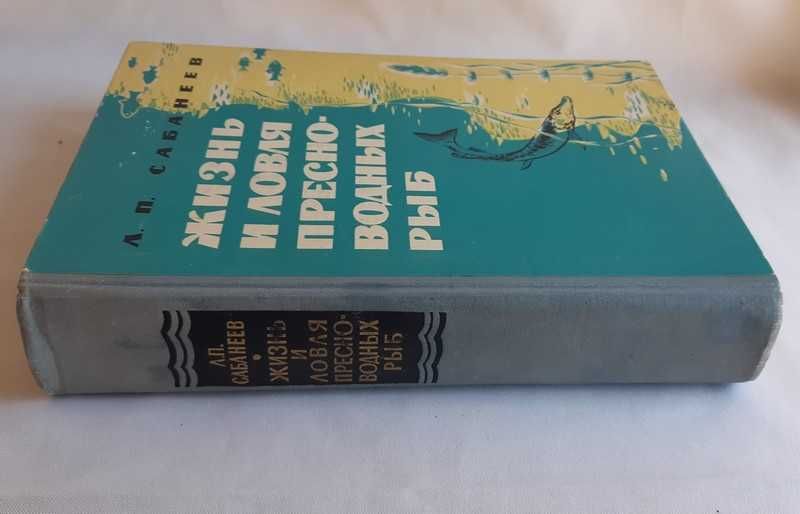 Л. П. САБАНЕЕВ
ЖИЗНЬ
И ЛОВЛЯ
ПРЕСНО-
ВОДНЫХ
РЫБ
Л.П.
САБАНЕЕВ
•
ЖИЗНЬ
И
ЛОВЛЯ
ПРЕСНО-
ВОДНЫХ
РЫБ